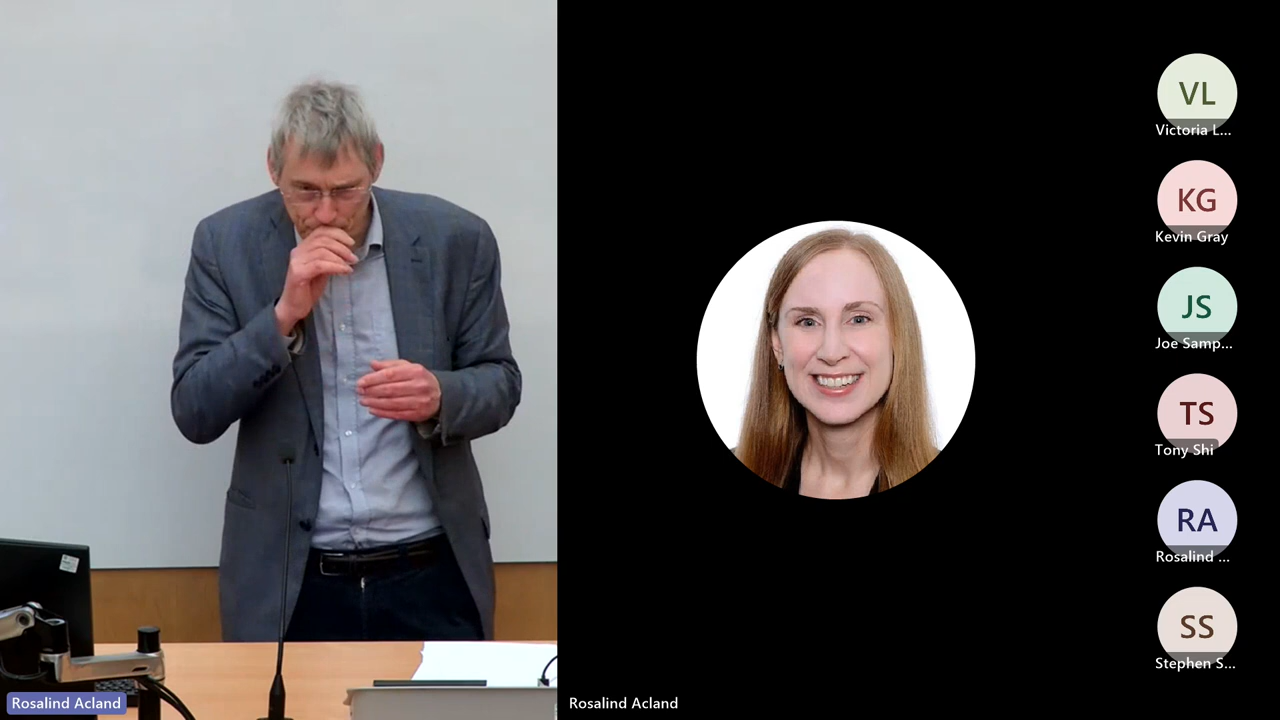 VL
Victoria L...
KG
Kevin Gray
JS
Joe Samp...
TS
Tony Shi
RA
Rosalind ...
SS
Stephen S...
Rosalind Acland
Rosalind Acland